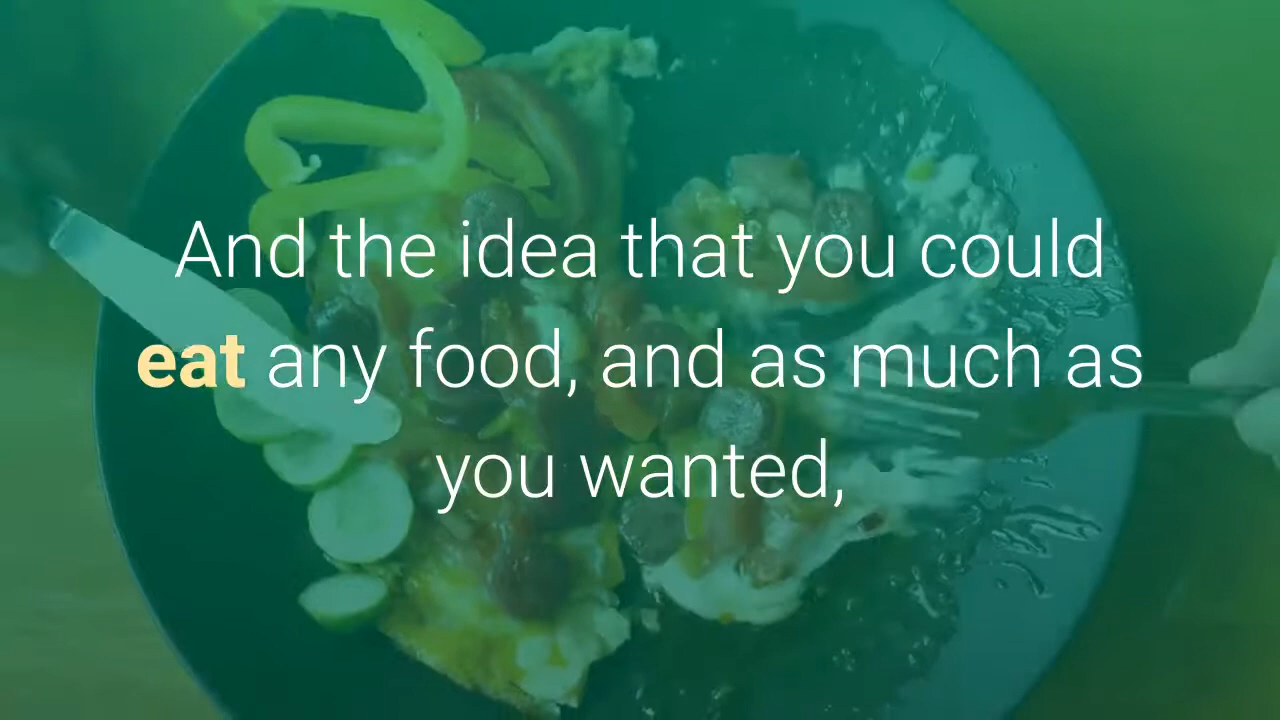 And the idea that you could
eat any food, and as much as
you wanted,